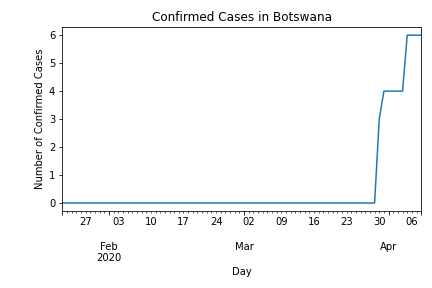 Confirmed Cases in Botswana
6
5
4
3
2
1
0
Number of Confirmed Cases
27 03 10 17 24 02 09 16 23 30 06
Feb Mar Apr
2020
Day